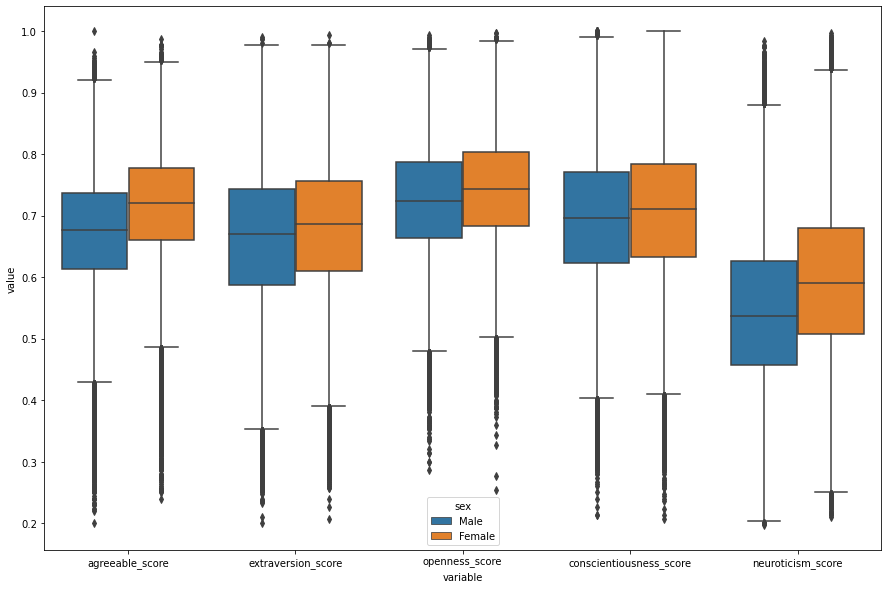 1.0
0.9
0.8
0.7
0.6
0.5
0.4
0.3
0.2
value
sex
Male
Female
agreeable_score
extraversion_score
openness_score
conscientiousness_score
neuroticism_score
variable